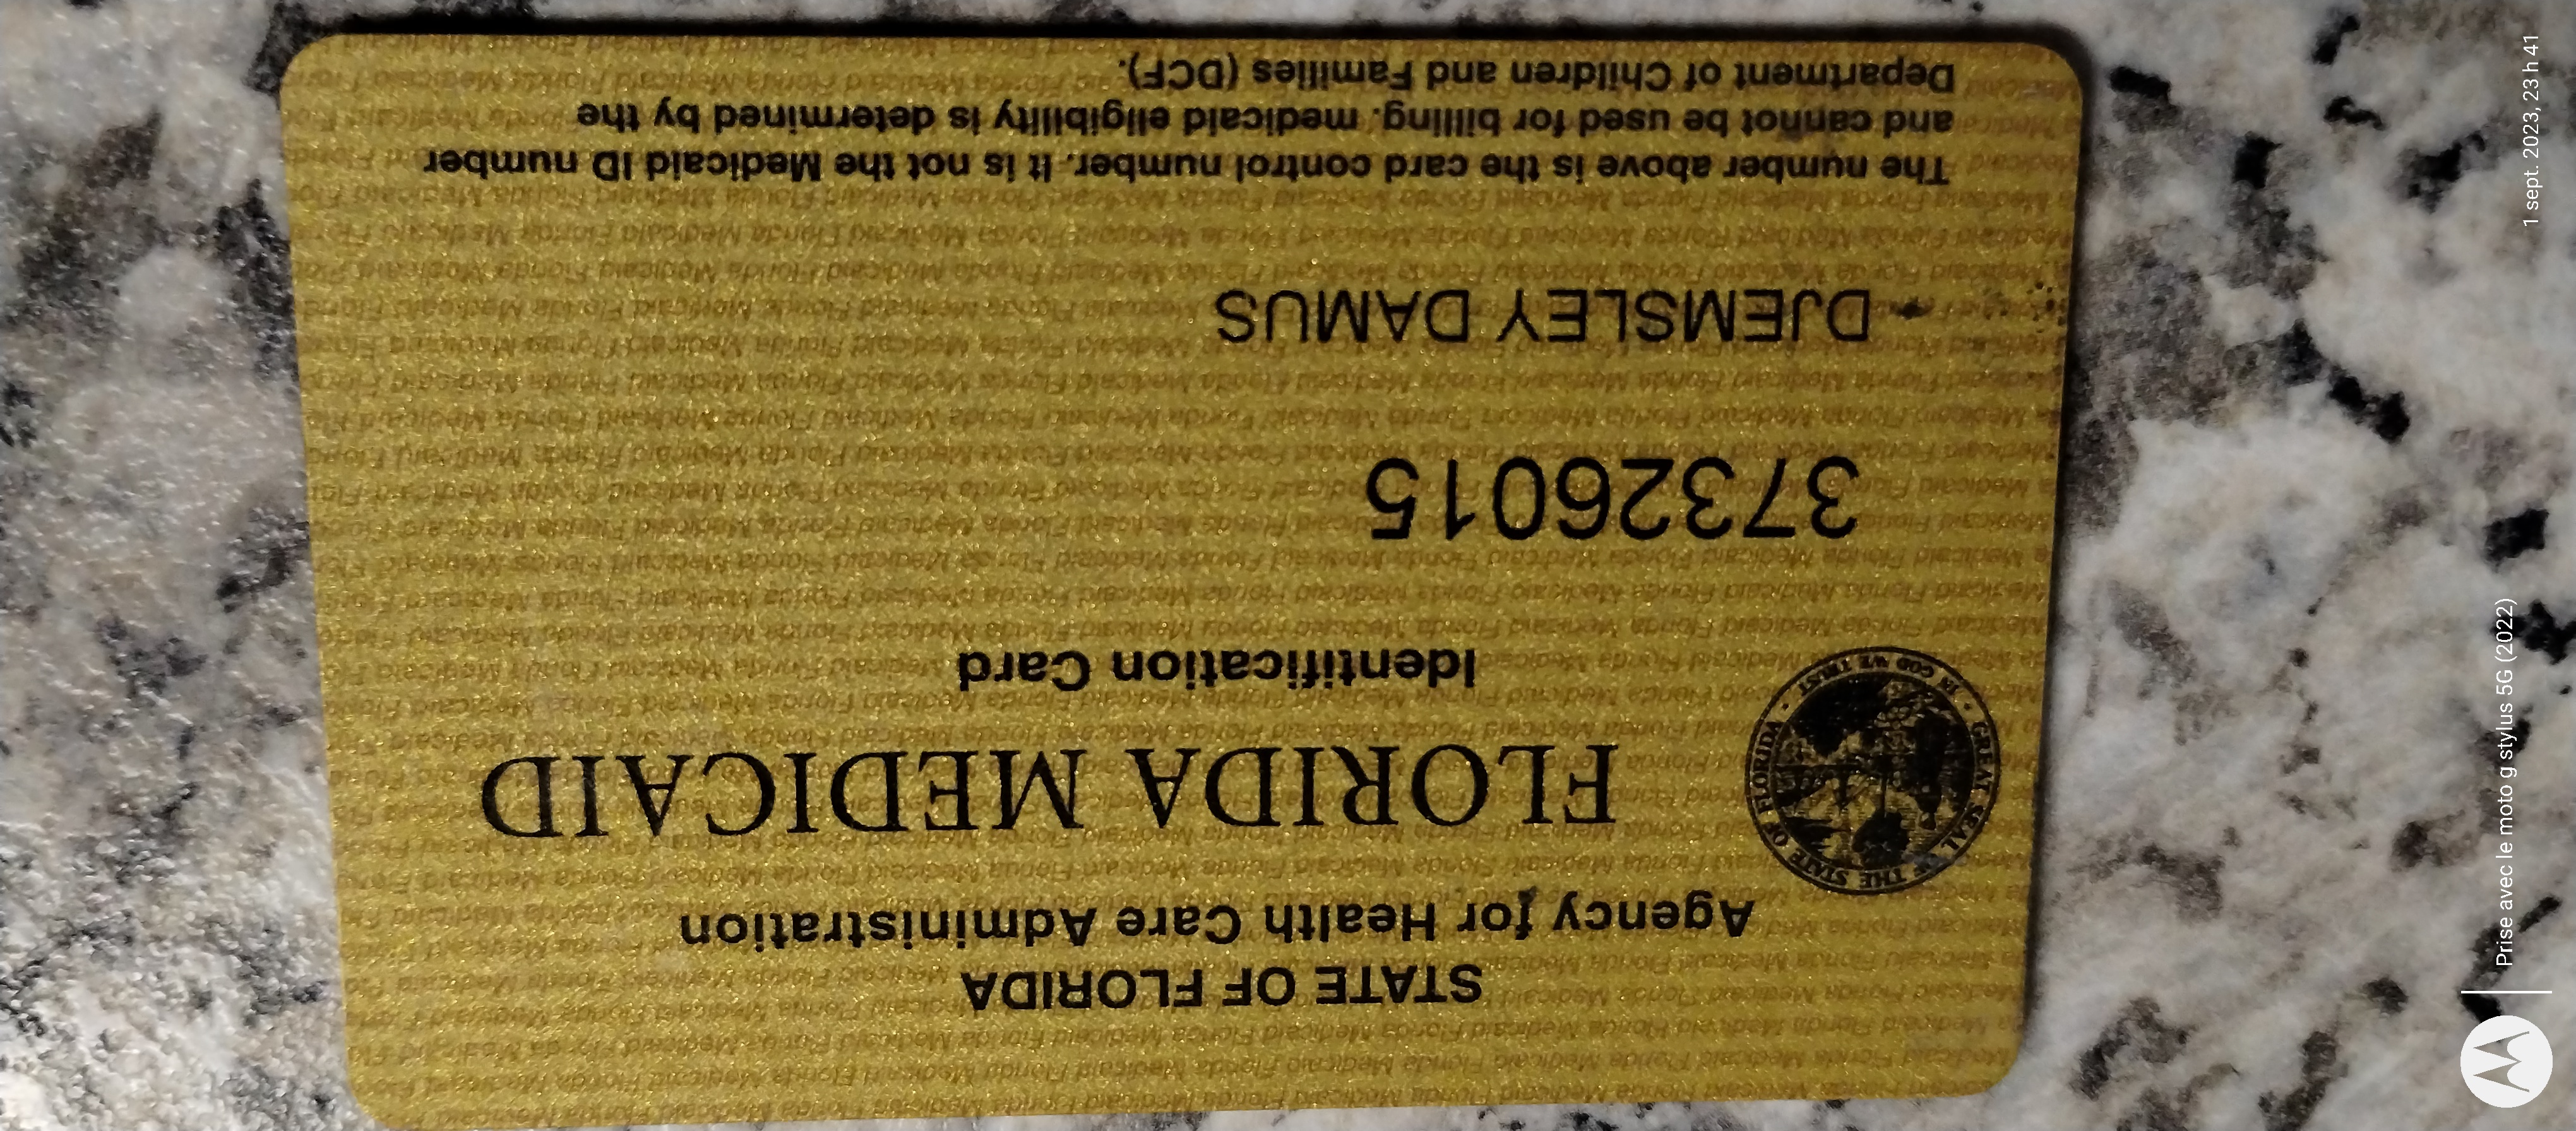 STATE OF FLORIDA
Agency for Health Care Administration
FLORIDA MEDICAID
Identification Card
GREAT SEAL OF THE STATE OF FLORIDA
IN GOD WE TRUST
37326015
DJEMSLEY DAMUS
The number above is the card control number. It is not the Medicaid ID number
and cannot be used for billing. medicaid eligibility is determined by the
Department of Children and Families (DCF).
Prise avec le moto g stylus 5G (2022)
1 sept. 2023, 23 h 41